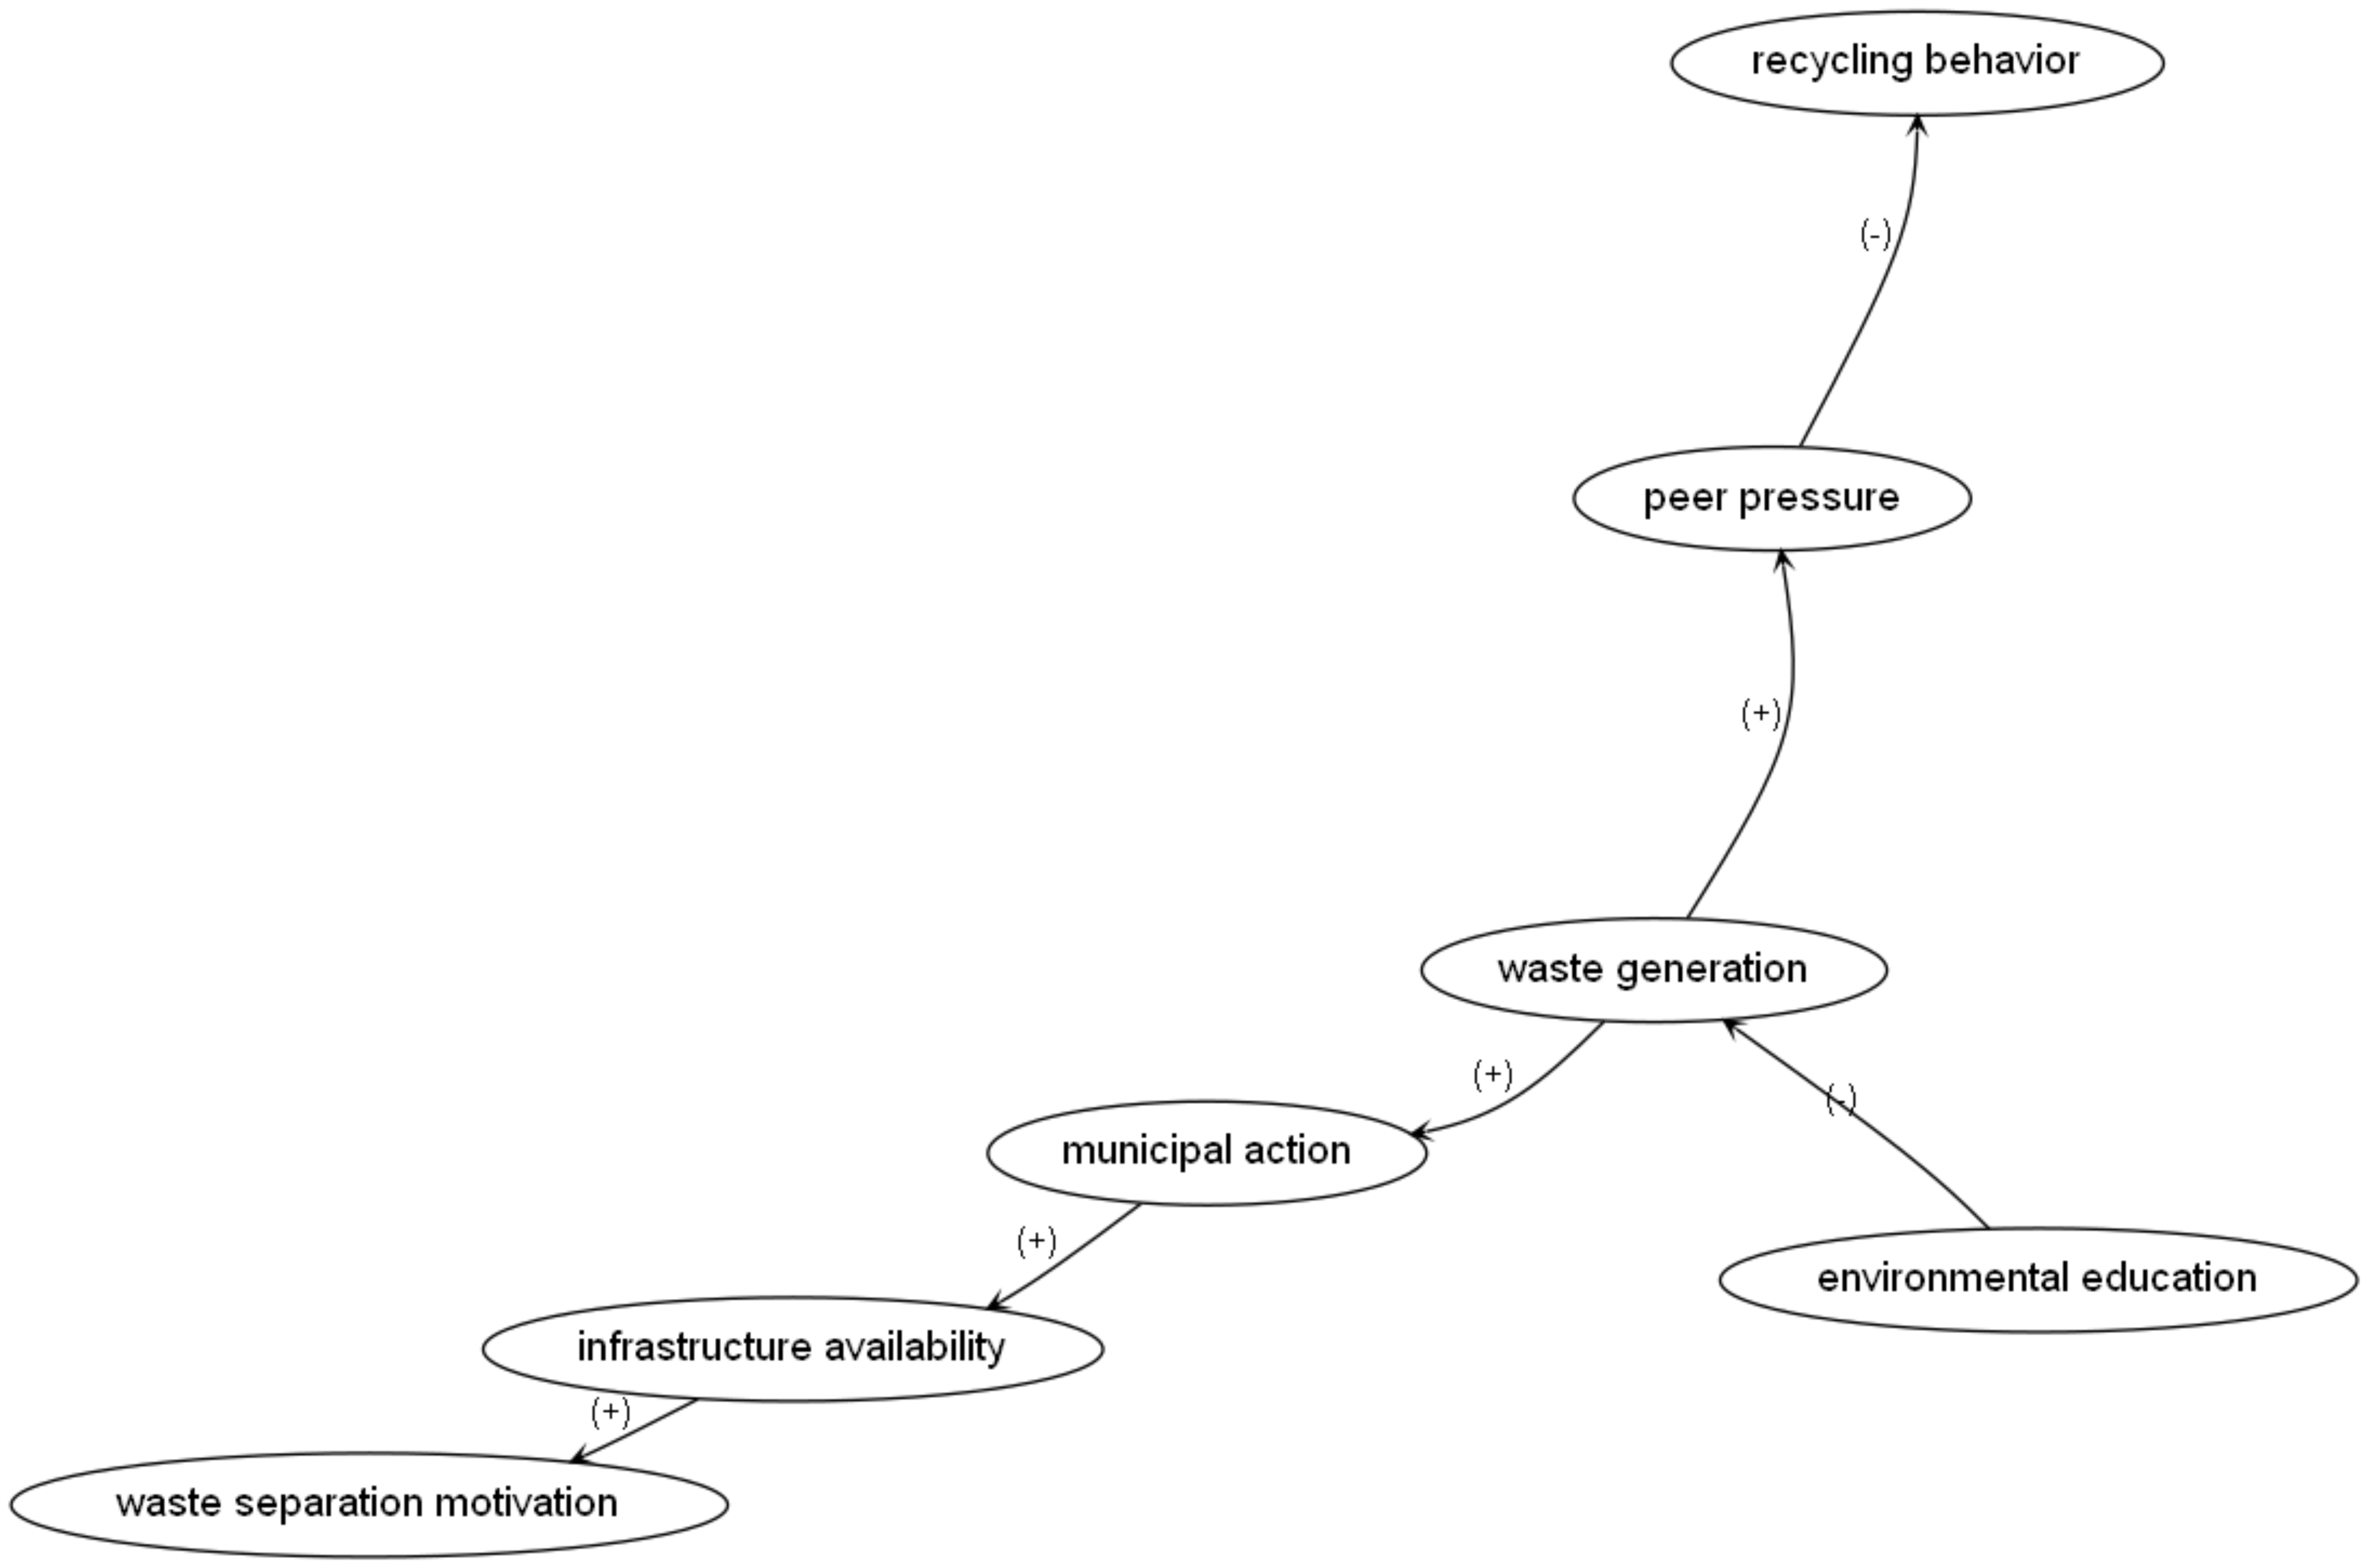 recycling behavior
(-)
peer pressure
(+)
waste generation
(+)
(-)
municipal action
(+)
environmental education
infrastructure availability
(+)
waste separation motivation